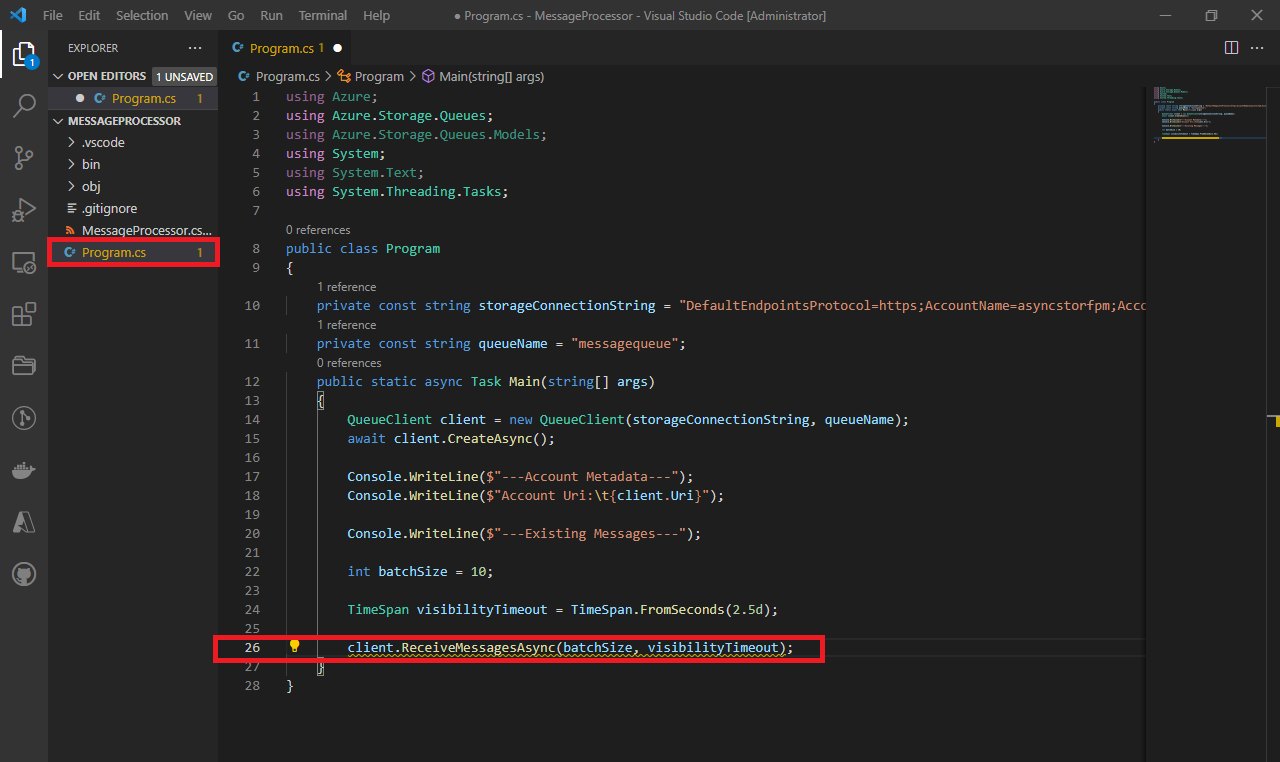 File Edit Selection View Go Run Terminal Help ● Program.cs - MessageProcessor - Visual Studio Code [Administrator]
EXPLORER ···
OPEN EDITORS 1 UNSAVED
Program.cs 1
MESSAGEPROCESSOR
.vscode
bin
obj
.gitignore
MessageProcessor.cs...
Program.cs 1
1
Program.cs 1
Program.cs > Program > Main(string[] args)
1 using Azure;
2 using Azure.Storage.Queues;
3 using Azure.Storage.Queues.Models;
4 using System;
5 using System.Text;
6 using System.Threading.Tasks;
7
0 references
8 public class Program
9 {
1 reference
10 private const string storageConnectionString = "DefaultEndpointsProtocol=https;AccountName=asyncstorfpm;Acco
1 reference
11 private const string queueName = "messagequeue";
0 references
12 public static async Task Main(string[] args)
13 {
14 QueueClient client = new QueueClient(storageConnectionString, queueName);
15 await client.CreateAsync();
16
17 Console.WriteLine($"---Account Metadata---");
18 Console.WriteLine($"Account Uri:\t{client.Uri}");
19
20 Console.WriteLine($"---Existing Messages---");
21
22 int batchSize = 10;
23
24 TimeSpan visibilityTimeout = TimeSpan.FromSeconds(2.5d);
25
26 client.ReceiveMessagesAsync(batchSize, visibilityTimeout);
27 }
28 }